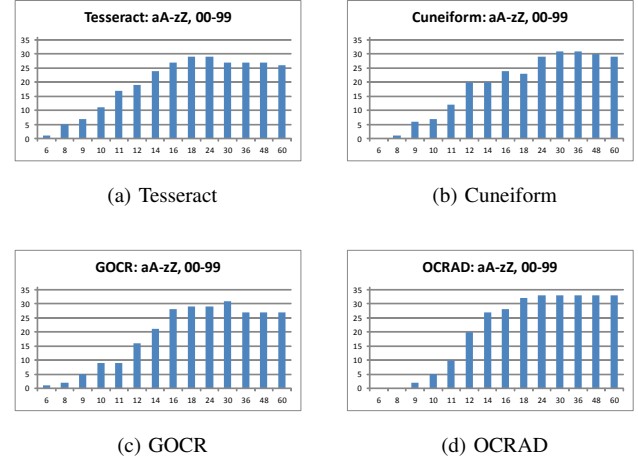 Tesseract: aA-zZ, 00-99
35
30
25
20
15
10
5
0
6 8 9 10 11 12 14 16 18 24 30 36 48 60
(a) Tesseract
Cuneiform: aA-zZ, 00-99
35
30
25
20
15
10
5
0
6 8 9 10 11 12 14 16 18 24 30 36 48 60
(b) Cuneiform
GOCR: aA-zZ, 00-99
35
30
25
20
15
10
5
0
6 8 9 10 11 12 14 16 18 24 30 36 48 60
(c) GOCR
OCRAD: aA-zZ, 00-99
35
30
25
20
15
10
5
0
6 8 9 10 11 12 14 16 18 24 30 36 48 60
(d) OCRAD